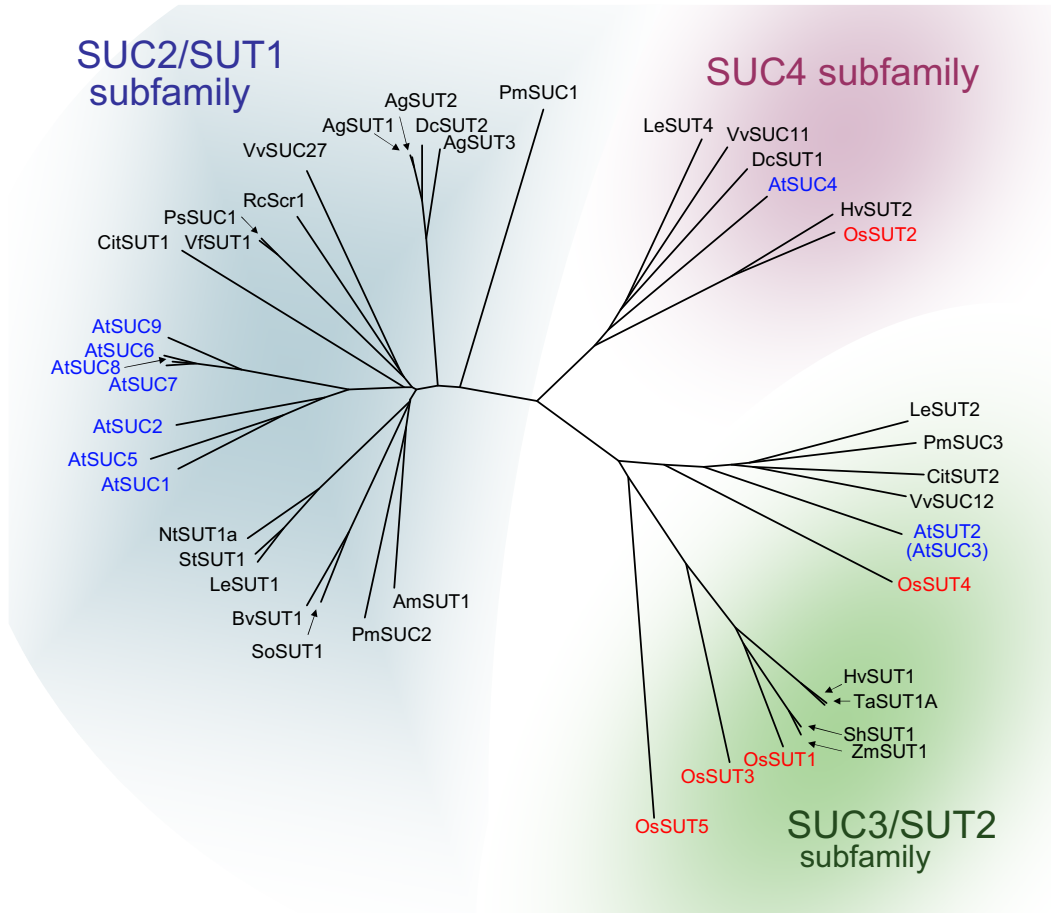 SUC2/SUT1
subfamily
SUC4 subfamily
AgSUT2
PmSUC1
AgSUT1
DcSUT2
AgSUT3
VvSUC27
RcScr1
PsSUC1
CitSUT1
VfSUT1
AtSUC9
AtSUC6
AtSUC8
AtSUC7
AtSUC2
AtSUC5
AtSUC1
NtSUT1a
StSUT1
LeSUT1
BvSUT1
SoSUT1
PmSUC2
AmSUT1
LeSUT4
VvSUC11
DcSUT1
AtSUC4
HvSUT2
OsSUT2
LeSUT2
PmSUC3
CitSUT2
VvSUC12
AtSUT2
(AtSUC3)
OsSUT4
HvSUT1
TaSUT1A
ShSUT1
ZmSUT1
OsSUT1
OsSUT3
OsSUT5
SUC3/SUT2
subfamily